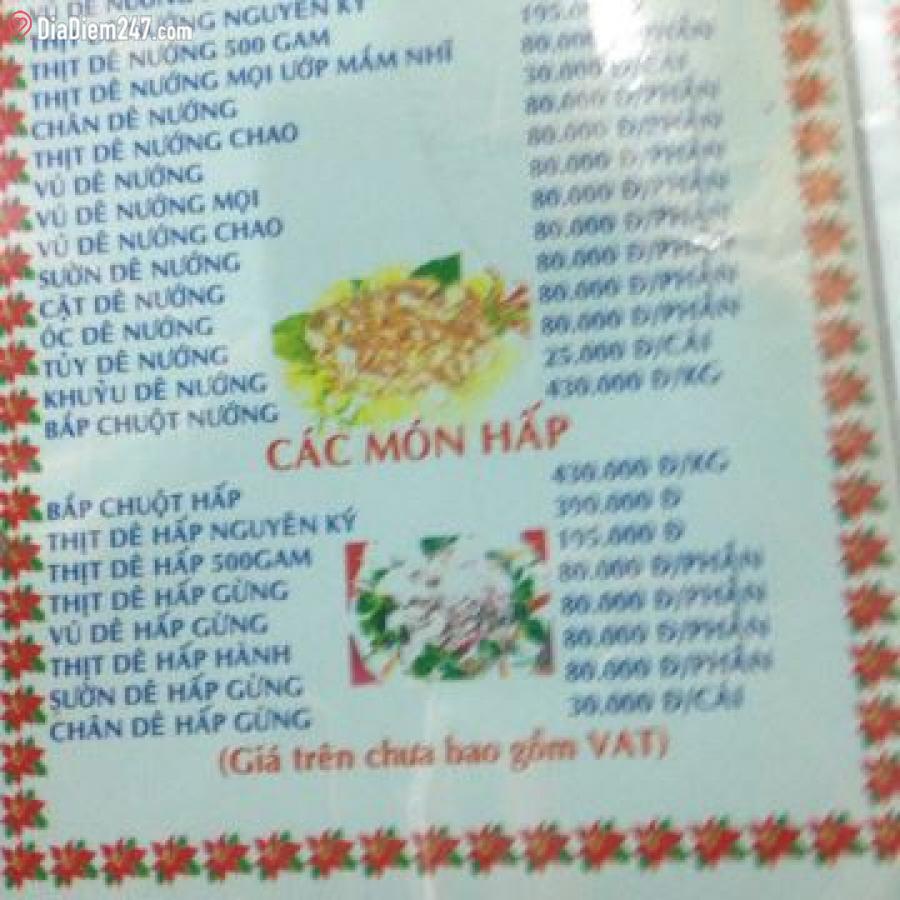 DiaDiem247.com
VÚ DÊ NƯỚNG
NGUYÊN KÝ
THỊT DÊ NƯỚNG 500 GAM 195.000
THỊT DÊ NƯỚNG MỌI ƯỚP MẮM NHĨ 80.000
CHÂN DÊ NƯỚNG 30.000 Đ/CÁI
THỊT DÊ NƯỚNG CHAO 80.000 Đ/PHẦN
VÚ DÊ NƯỚNG 80.000 Đ/PHẦN
VÚ DÊ NƯỚNG MỌI 80.000 Đ/PHẦN
VÚ DÊ NƯỚNG CHAO 80.000 Đ/PHẦN
SƯỜN DÊ NƯỚNG 80.000 Đ/PHẦN
CẬT DÊ NƯỚNG 80.000 Đ/PHẦN
ÓC DÊ NƯỚNG 80.000 Đ/PHẦN
TỦY DÊ NƯỚNG 80.000 Đ/PHẦN
KHUỶU DÊ NƯỚNG 25.000 Đ/CÁI
BẮP CHUỘT NƯỚNG 430.000 Đ/KG
CÁC MÓN HẤP
BẮP CHUỘT HẤP 430.000 Đ/KG
THỊT DÊ HẤP NGUYÊN KÝ 390.000 Đ
THỊT DÊ HẤP 500GAM 195.000 Đ
THỊT DÊ HẤP GỪNG 80.000 Đ/PHẦN
VÚ DÊ HẤP GỪNG 80.000 Đ/PHẦN
THỊT DÊ HẤP HÀNH 80.000 Đ/PHẦN
SƯỜN DÊ HẤP GỪNG 80.000 Đ/PHẦN
CHÂN DÊ HẤP GỪNG 30.000 Đ/CÁI
(Giá trên chưa bao gồm VAT)